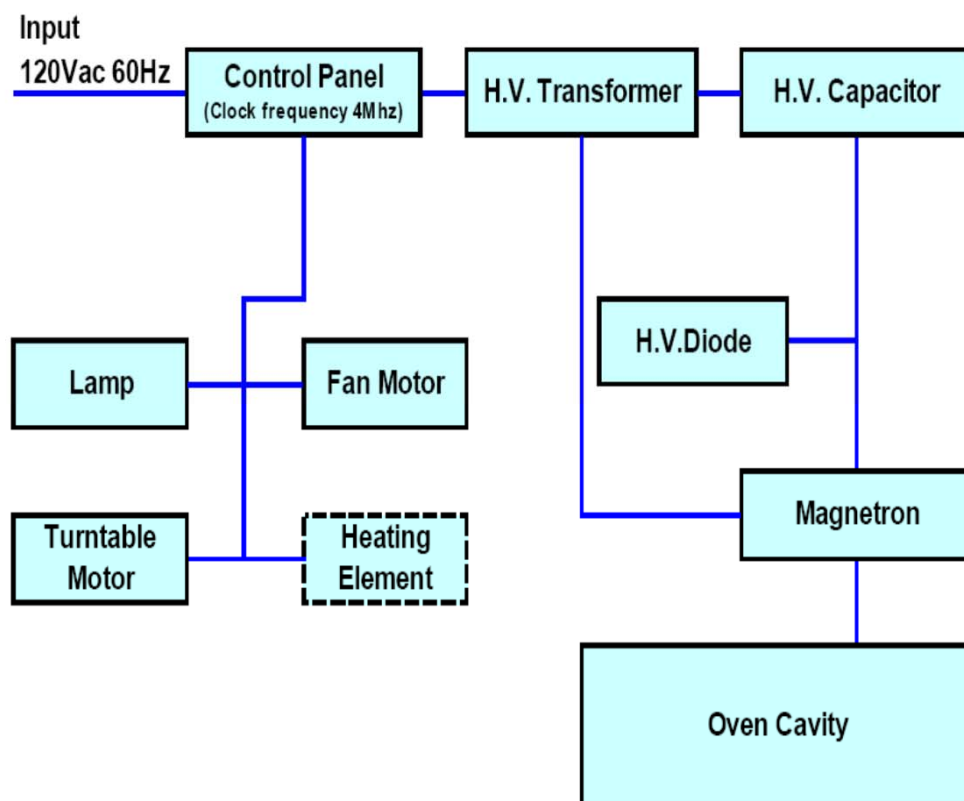 Input
120Vac 60Hz
Control Panel
(Clock frequency 4Mhz)
H.V. Transformer
H.V. Capacitor
H.V.Diode
Lamp
Fan Motor
Turntable
Motor
Heating
Element
Magnetron
Oven Cavity